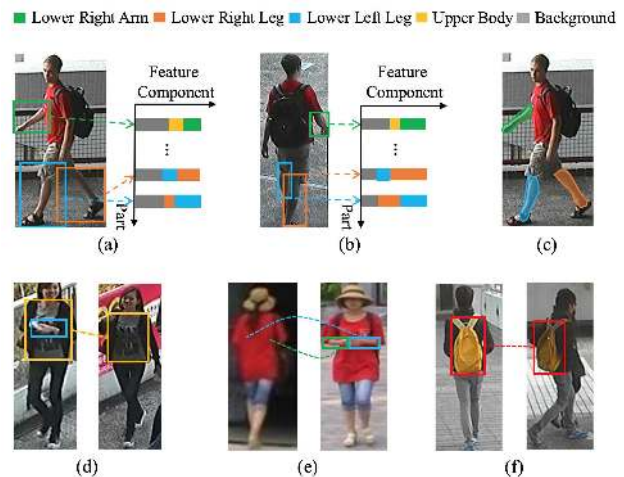 Lower Right Arm Lower Right Leg Lower Left Leg Upper Body Background
Feature
Component
...
Part
(a)
Feature
Component
...
Part
(b)
(c)
(d)
(e)
(f)